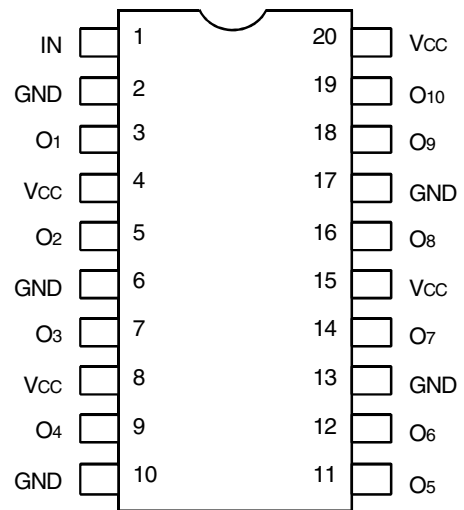 IN 1 20 VCC
GND 2 19 O10
O1 3 18 O9
VCC 4 17 GND
O2 5 16 O8
GND 6 15 VCC
O3 7 14 O7
VCC 8 13 GND
O4 9 12 O6
GND 10 11 O5